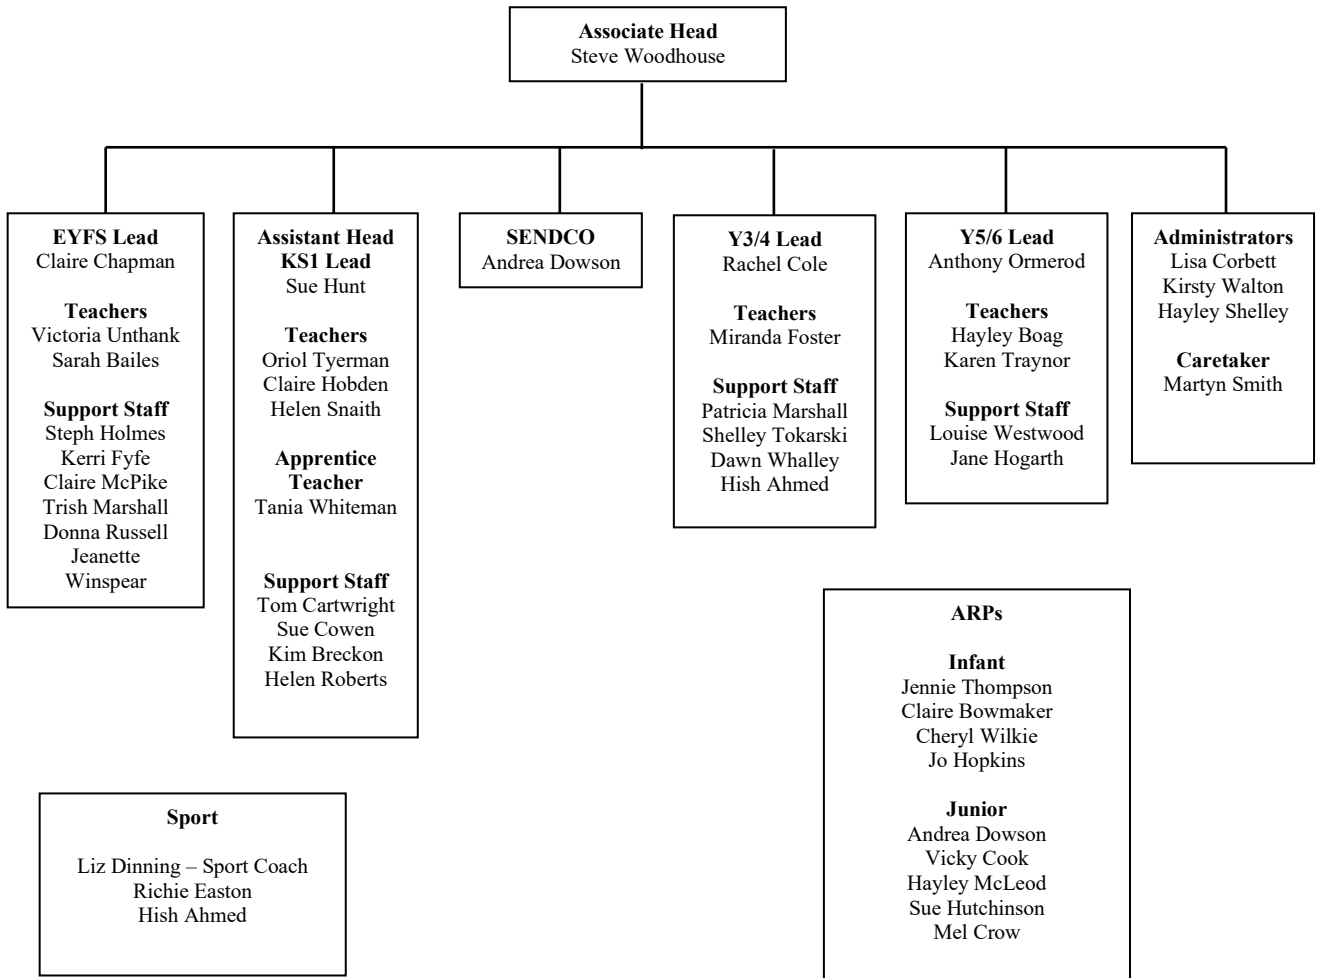 Associate Head
Steve Woodhouse
EYFS Lead
Claire Chapman
Teachers
Victoria Unthank
Sarah Bailes
Support Staff
Steph Holmes
Kerri Fyfe
Claire McPike
Trish Marshall
Donna Russell
Jeanette
Winspear
Assistant Head
KS1 Lead
Sue Hunt
Teachers
Oriol Tyerman
Claire Hobden
Helen Snaith
Apprentice
Teacher
Tania Whiteman
Support Staff
Tom Cartwright
Sue Cowen
Kim Breckon
Helen Roberts
SENDCO
Andrea Dowson
Y3/4 Lead
Rachel Cole
Teachers
Miranda Foster
Support Staff
Patricia Marshall
Shelley Tokarski
Dawn Whalley
Hish Ahmed
Y5/6 Lead
Anthony Ormerod
Teachers
Hayley Boag
Karen Traynor
Support Staff
Louise Westwood
Jane Hogarth
Administrators
Lisa Corbett
Kirsty Walton
Hayley Shelley
Caretaker
Martyn Smith
Sport
Liz Dinning – Sport Coach
Richie Easton
Hish Ahmed
ARPs
Infant
Jennie Thompson
Claire Bowmaker
Cheryl Wilkie
Jo Hopkins
Junior
Andrea Dowson
Vicky Cook
Hayley McLeod
Sue Hutchinson
Mel Crow